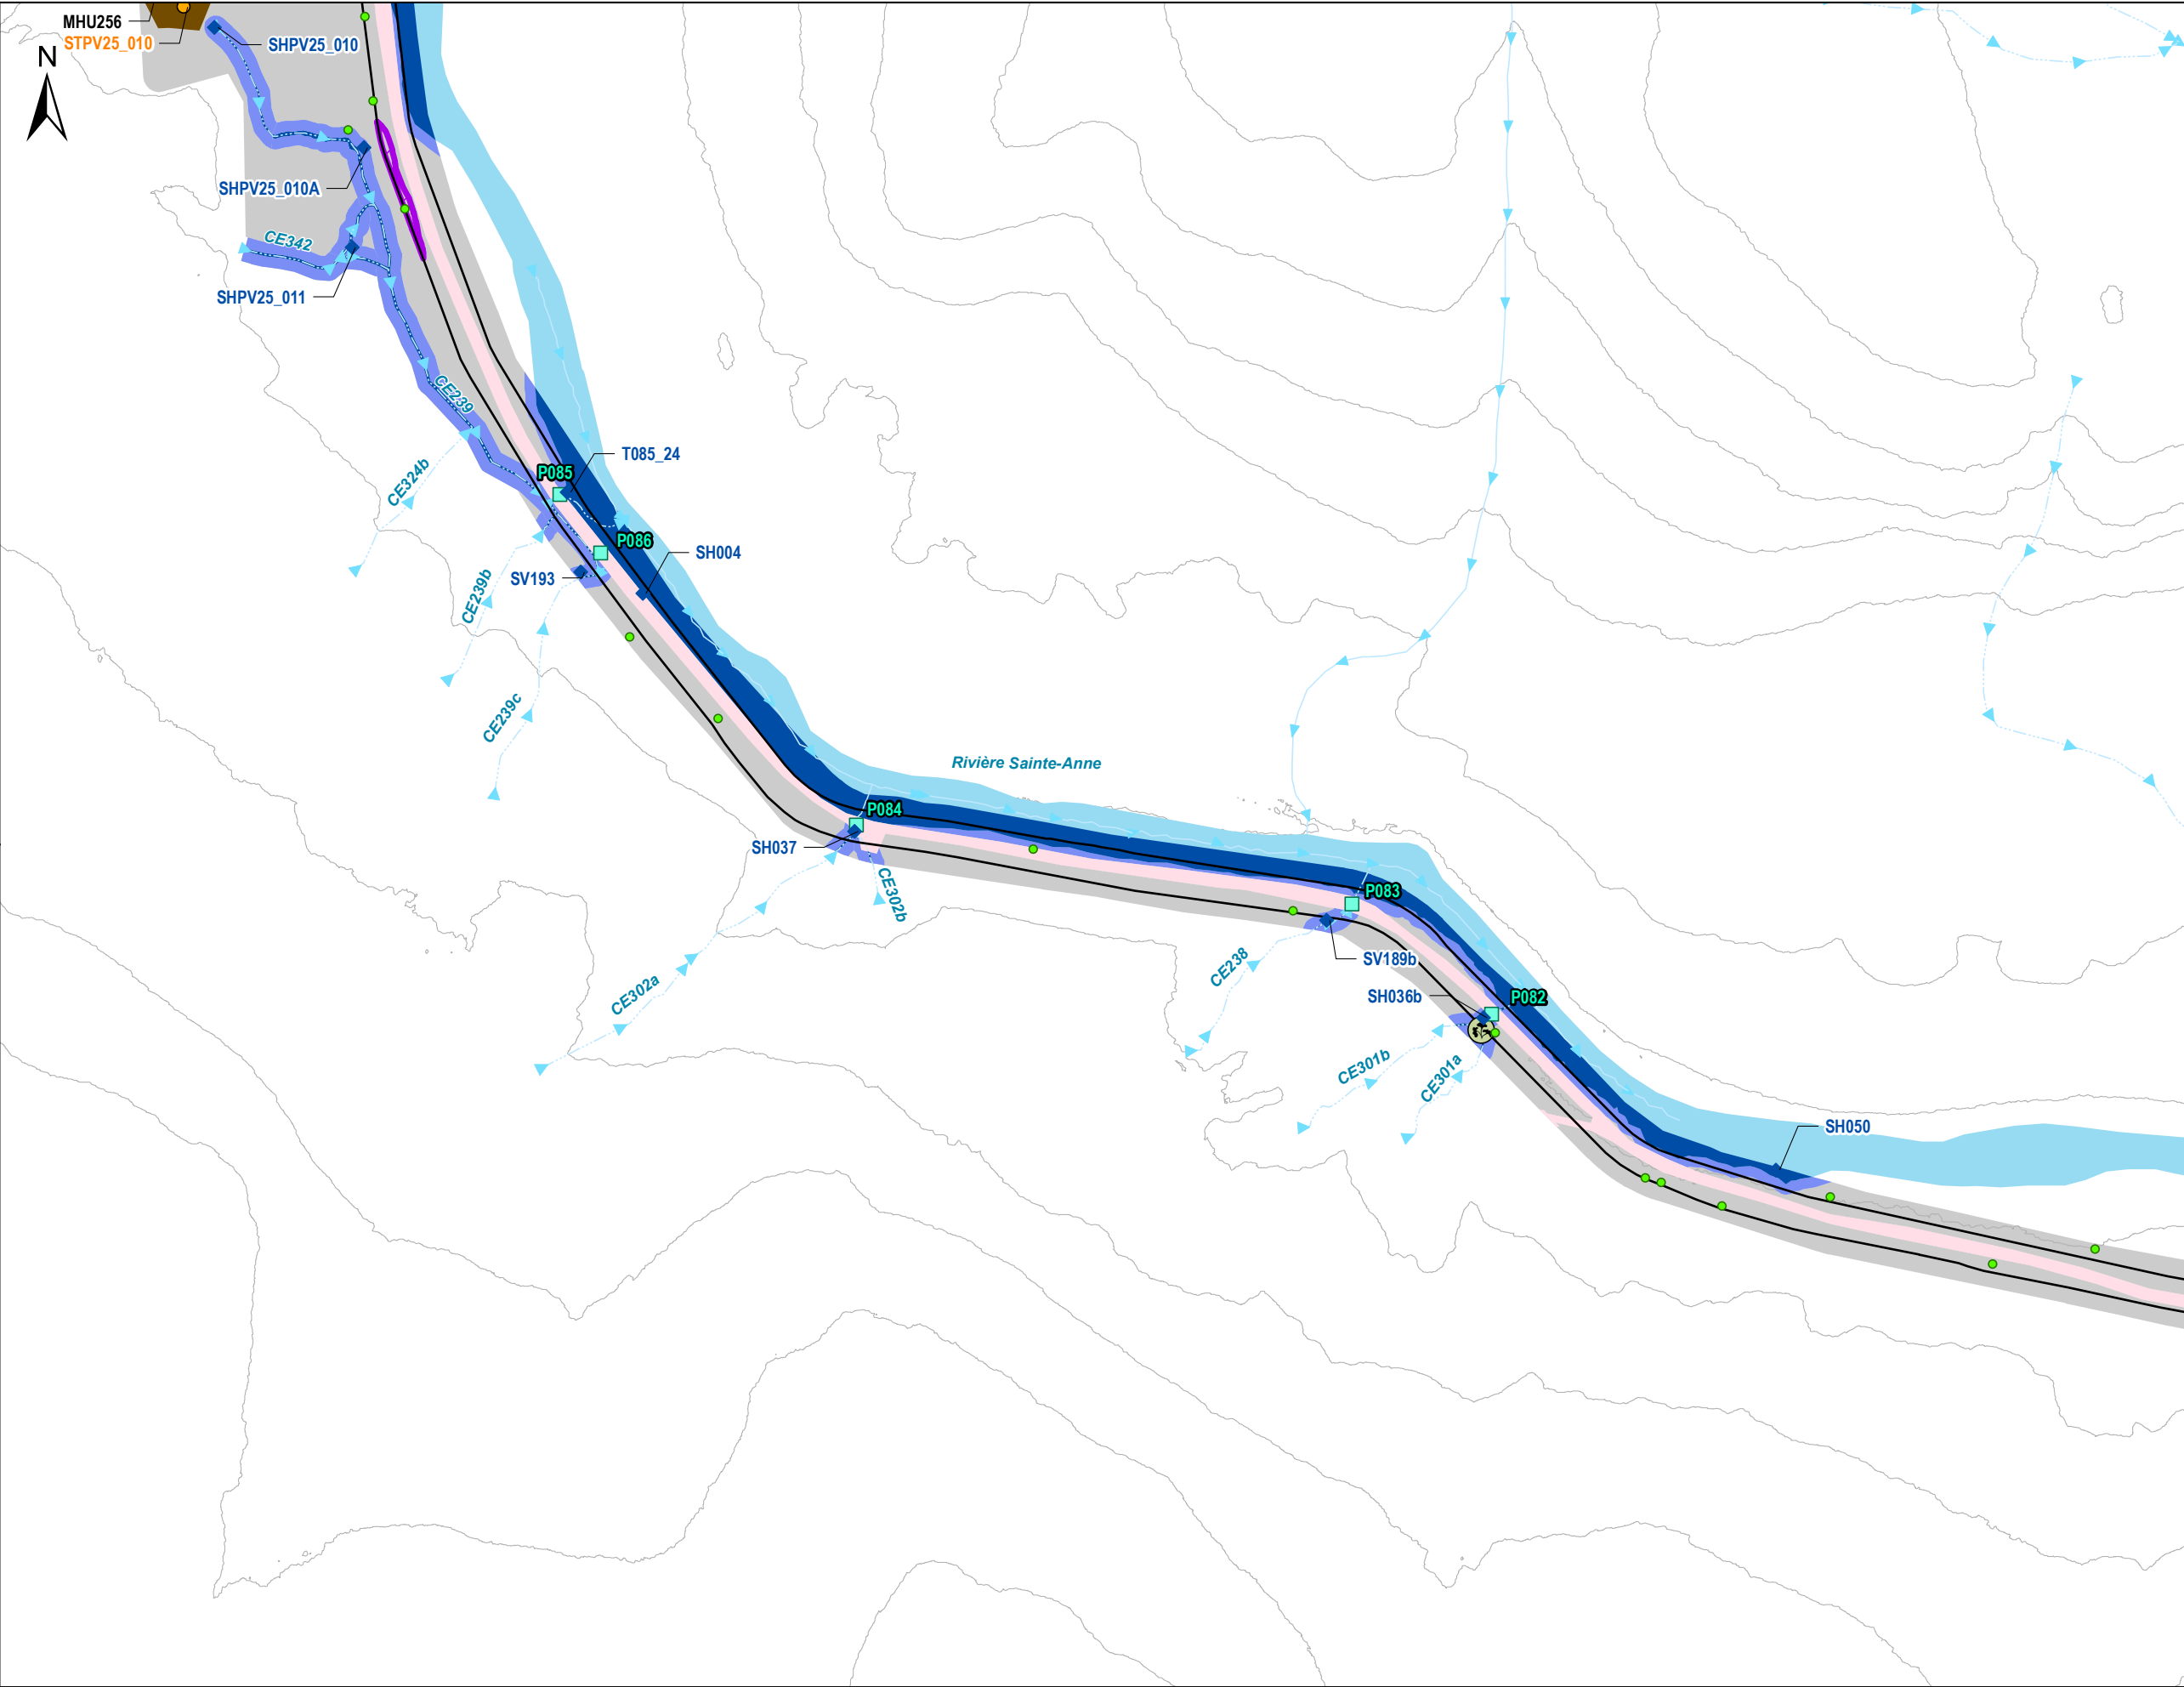 MHU256
STPV25_010
SHPV25_010
N
SHPV25_010A
CE342
SHPV25_011
CE239
CE324b
T085_24
P085
P086
SH004
SV193
CE239b
CE239c
Rivière Sainte-Anne
P084
SH037
CE302b
P083
SV189b
CE238
CE302a
SH036b
P082
CE301b
CE301a
SH050